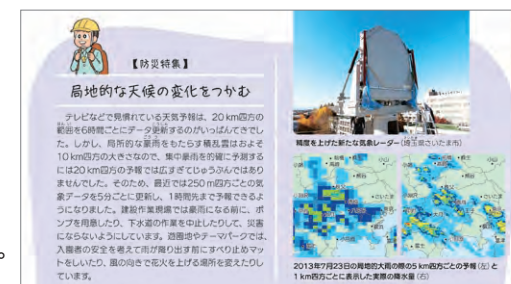 【防災特集】
局地的な天候の変化をつかむ
テレビなどで見慣れている天気予報は、20 km四方の
範囲を6時間ごとにデータ更新するのがいっぱんてきでし
た。しかし、局所的な豪雨をもたらす積乱雲はおよそ
10 km四方の大きさなので、集中豪雨を的確に予測する
には20 km四方の予報では広すぎてじゅうぶんではあり
ませんでした。そのため、最近では250 m四方ごとの気
象データを5分ごとに更新し、1時間先まで予報できるよ
うになりました。建設作業現場では豪雨になる前に、ポ
ンプを用意したり、下水道の作業を中止したりして、災害
にならないようにしています。遊園地やテーマパークでは、
入園者の安全を考えて雨が降り出す前にすべり止めマッ
トをしいたり、風の向きで花火を上げる場所を変えたりし
ています。
精度を上げた新たな気象レーダー(埼玉県さいたま市)
2013年7月23日の局地的大雨の際の5 km四方ごとの予報(左)と
1 km四方ごとに表示した実際の降水量(右)